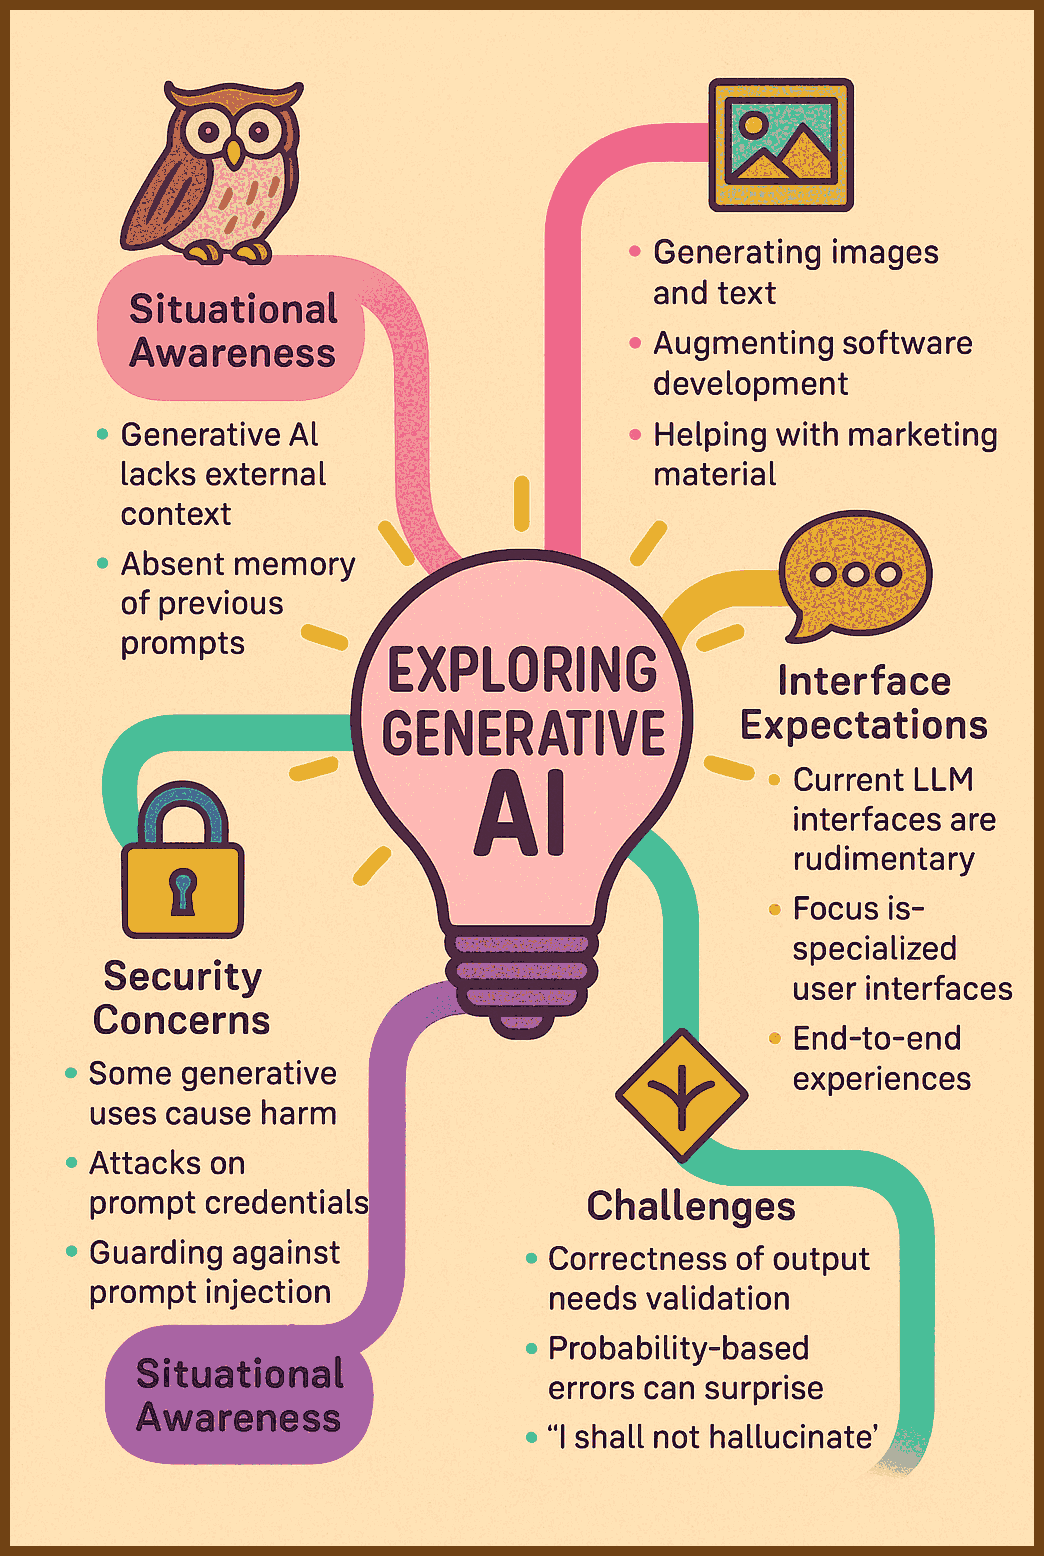 Situational
Awareness
Generative AI
lacks external
context
Absent memory
of previous
prompts
Generating images
and text
Augmenting software
development
Helping with marketing
material
EXPLORING
GENERATIVE
AI
Interface
Expectations
Current LLM
interfaces are
rudimentary
Focus is-
specialized
user interfaces
End-to-end
experiences
Security
Concerns
Some generative
uses cause harm
Attacks on
prompt credentials
Guarding against
prompt injection
Situational
Awareness
Challenges
Correctness of output
needs validation
Probability-based
errors can surprise
“I shall not hallucinate’